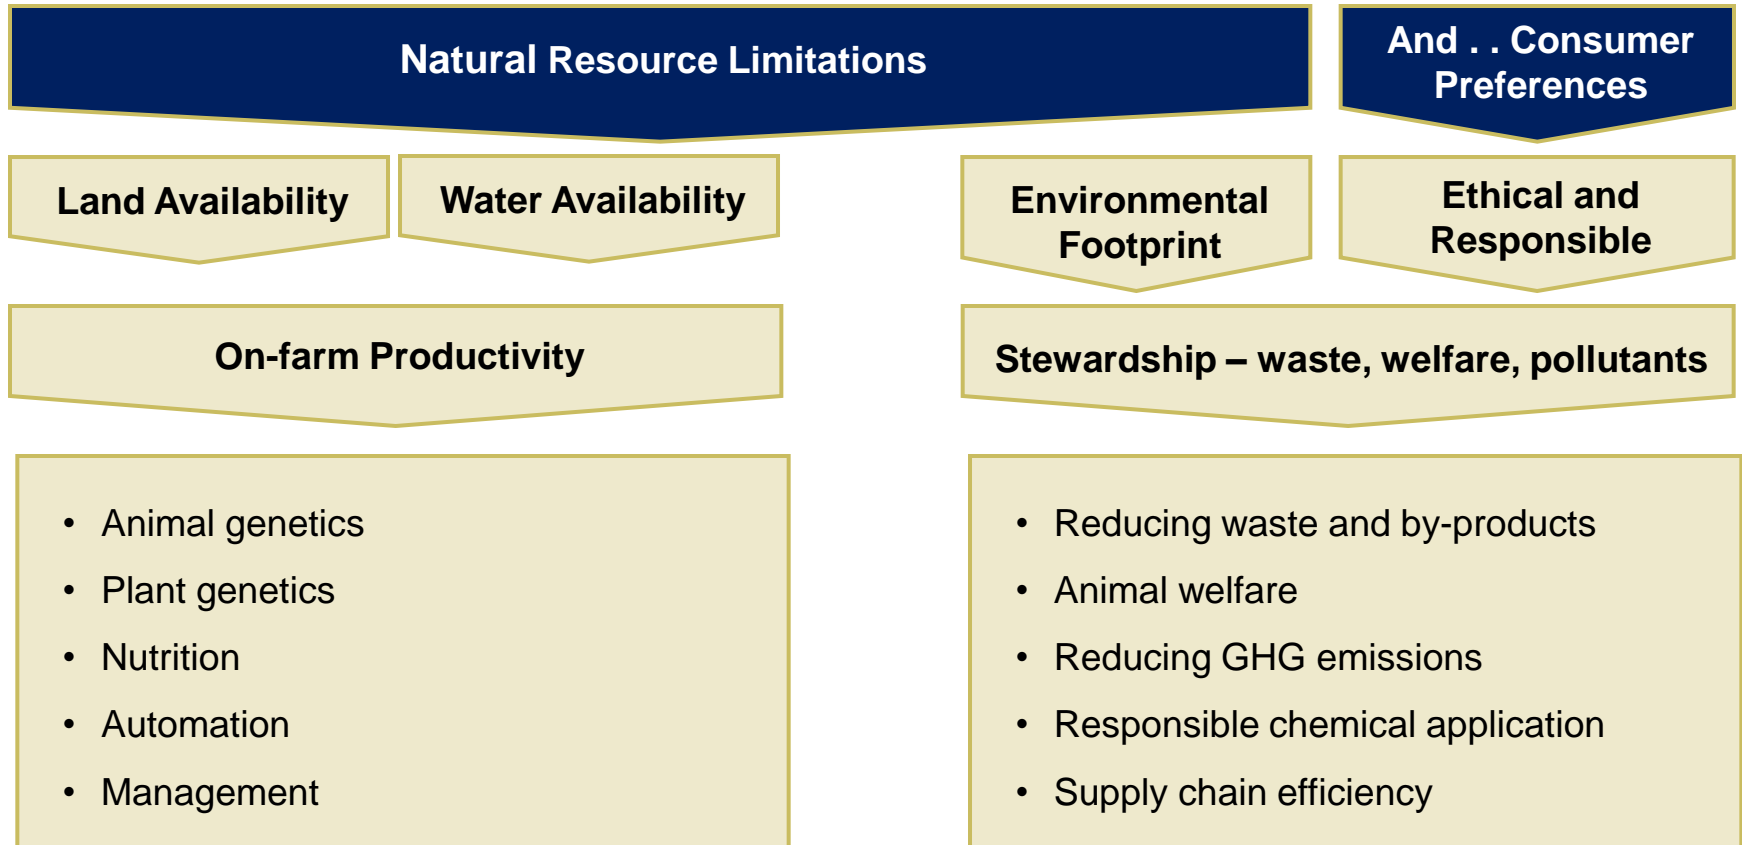 Natural Resource Limitations
And . . Consumer
Preferences
Land Availability
Water Availability
Environmental
Footprint
Ethical and
Responsible
On-farm Productivity
Stewardship – waste, welfare, pollutants
• Animal genetics
• Plant genetics
• Nutrition
• Automation
• Management
• Reducing waste and by-products
• Animal welfare
• Reducing GHG emissions
• Responsible chemical application
• Supply chain efficiency